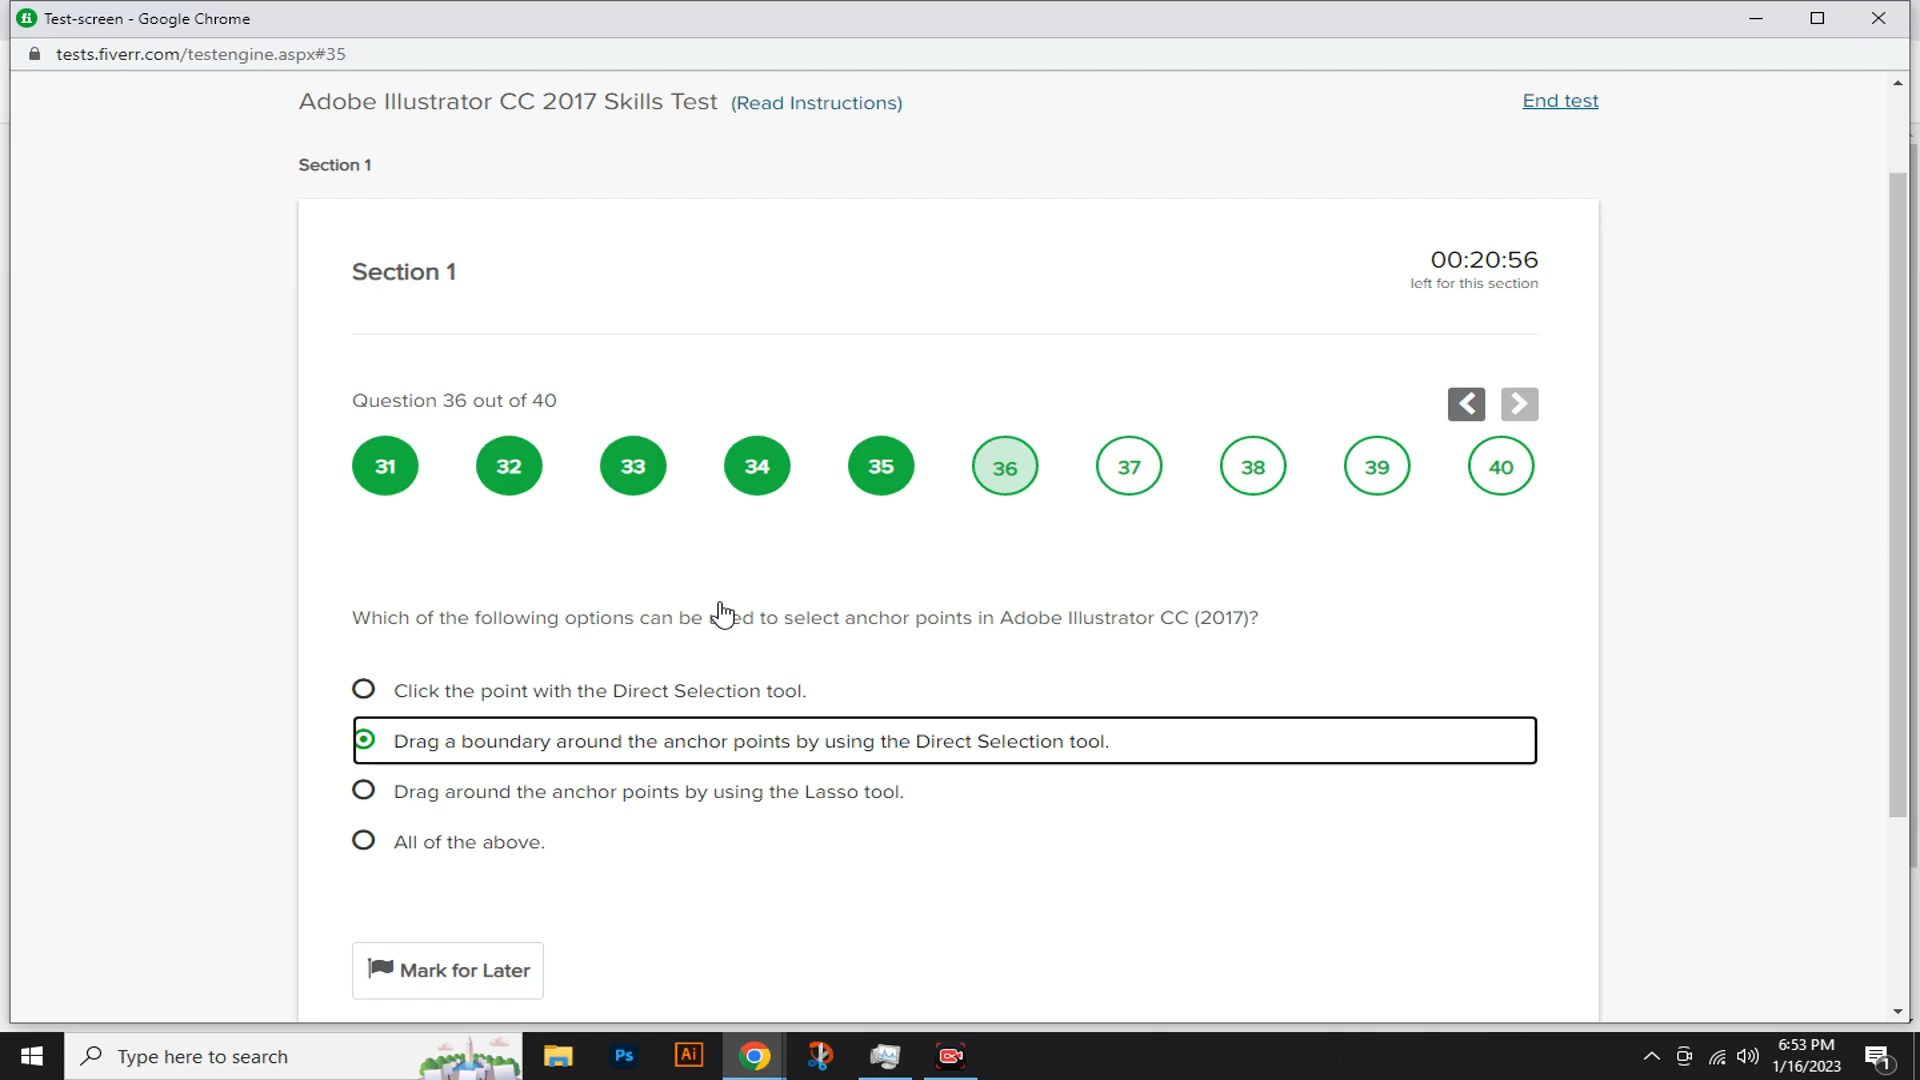 fi Test-screen - Google Chrome
tests.fiverr.com/testengine.aspx#35
Adobe Illustrator CC 2017 Skills Test (Read Instructions)
End test
Section 1
Section 1
00:20:56
left for this section
Question 36 out of 40
31 32 33 34 35 36 37 38 39 40
Which of the following options can be used to select anchor points in Adobe Illustrator CC (2017)?
Click the point with the Direct Selection tool.
Drag a boundary around the anchor points by using the Direct Selection tool.
Drag around the anchor points by using the Lasso tool.
All of the above.
Mark for Later
Type here to search
Ps
Ai
6:53 PM
1/16/2023
1